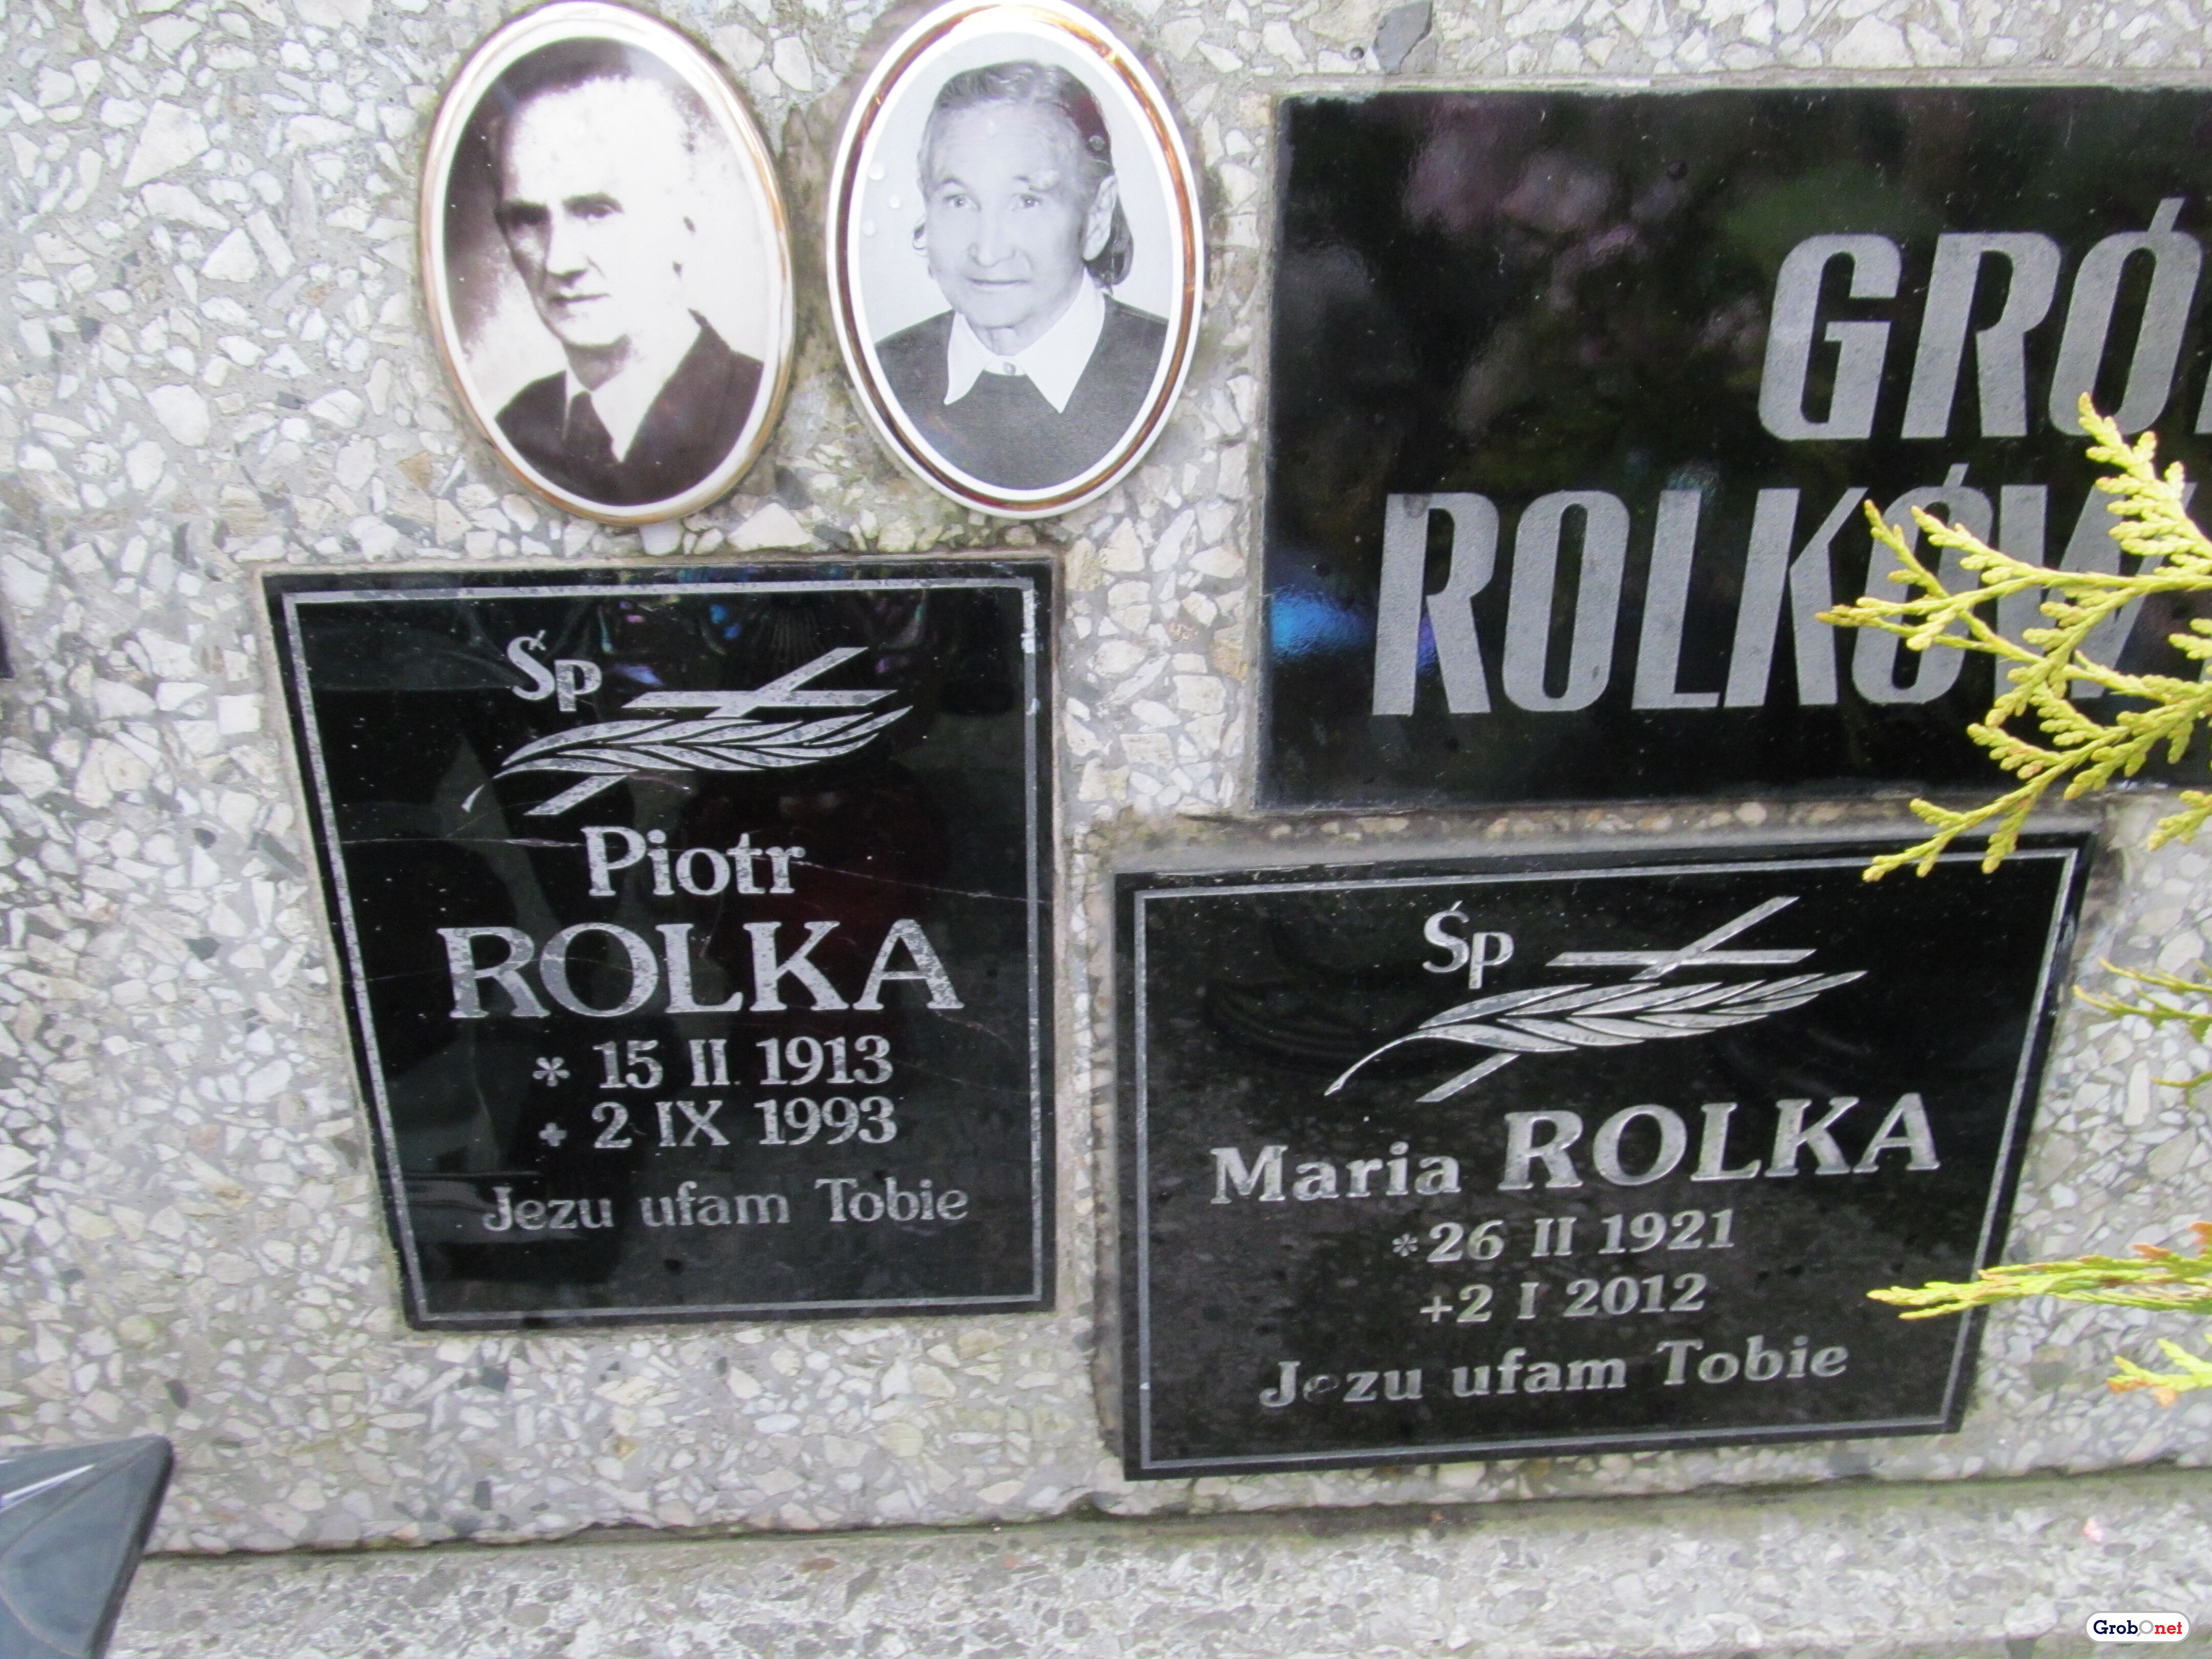 ROLKÓW
Śp
Piotr
ROLKA
* 15 II 1913
+ 2 IX 1993
Jezu ufam Tobie
Śp
Maria ROLKA
*26 II 1921
+2 I 2012
Jezu ufam Tobie
GrobOnet